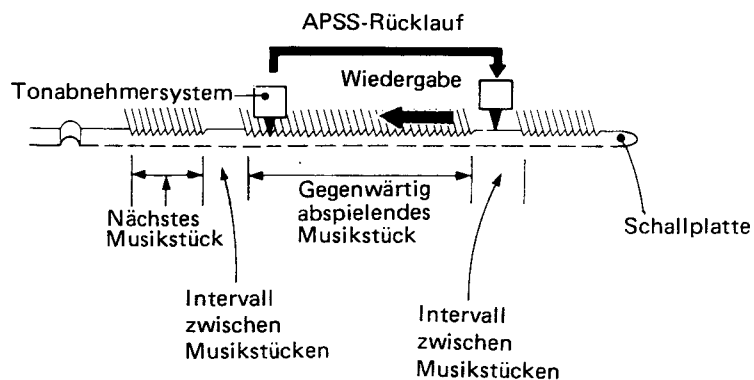 APSS-Rücklauf
Wiedergabe
Tonabnehmersystem
Nächstes
Musikstück
Gegenwärtig
abspielendes
Musikstück
Schallplatte
Intervall
zwischen
Musikstücken
Intervall
zwischen
Musikstücken